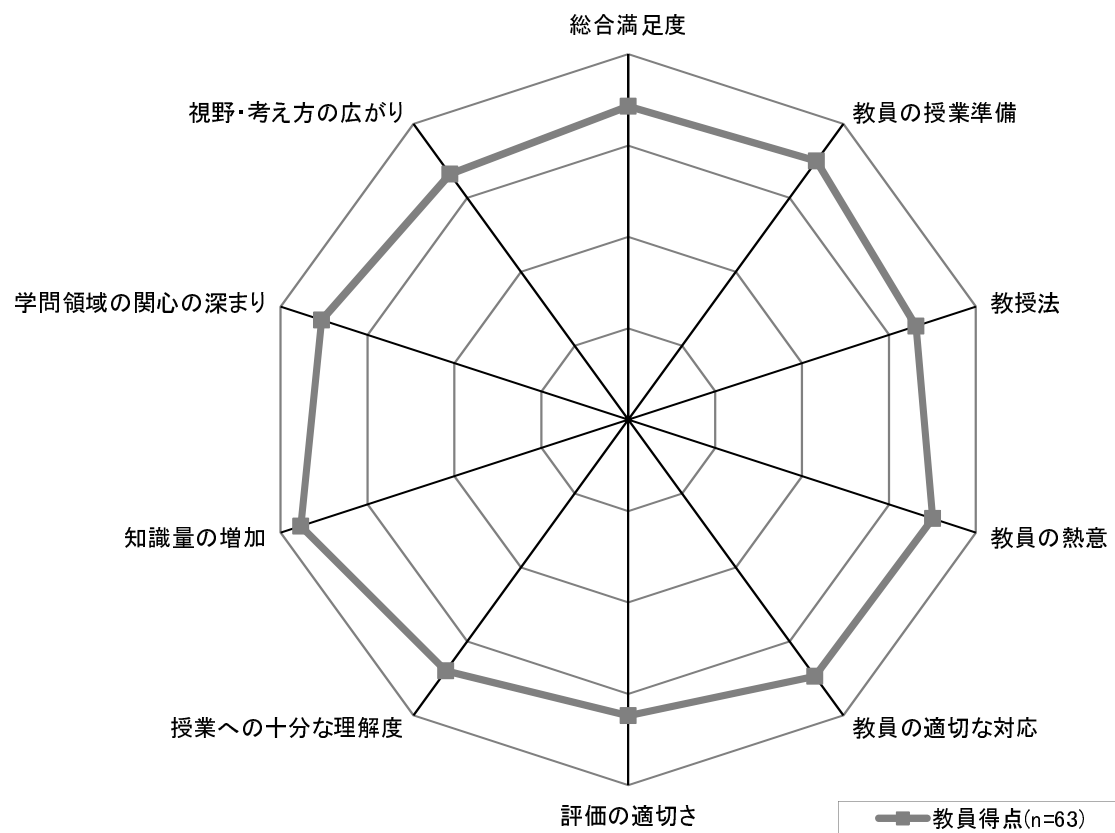 総合満足度
視野・考え方の広がり
教員の授業準備
学問領域の関心の深まり
教授法
知識量の増加
教員の熱意
授業への十分な理解度
教員の適切な対応
評価の適切さ
教員得点(n=63)